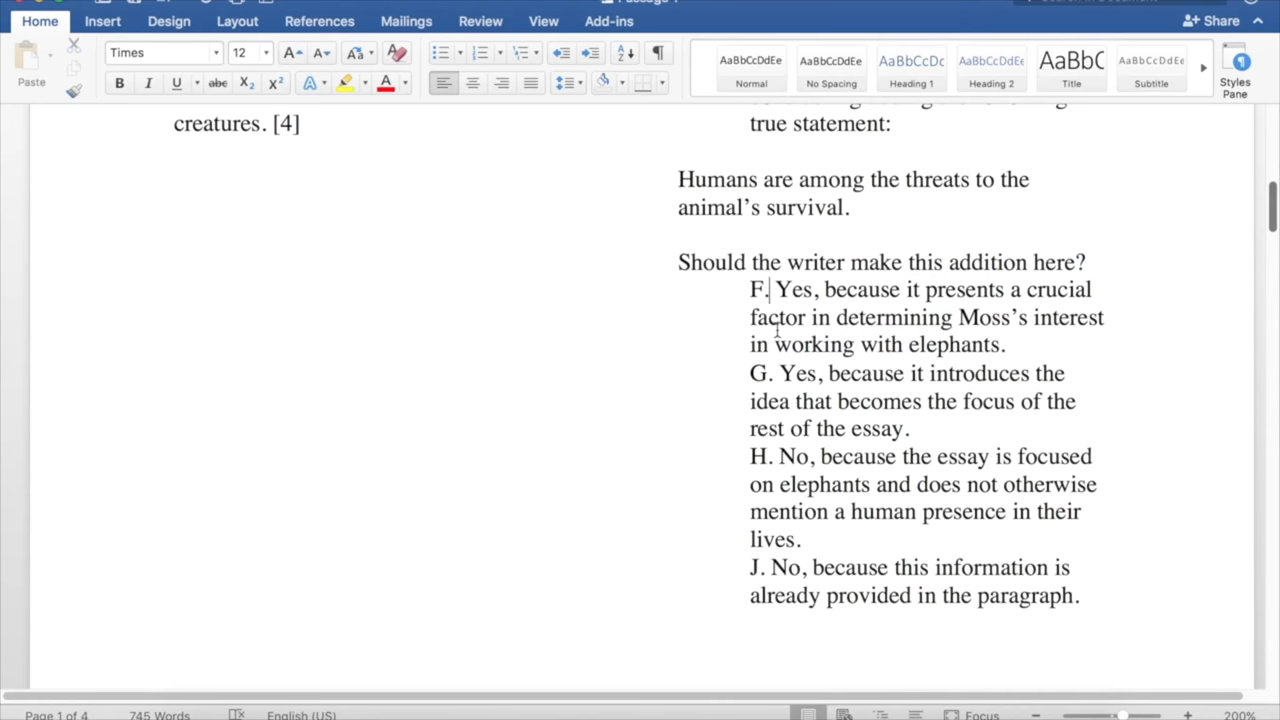 Home Insert Design Layout References Mailings Review View Add-ins Share
Times 12
Paste
AaBbCcDdEe AaBbCcDdEe AaBbCcDc AaBbCcDdEe AaBbC AaBbCcDdEe
Normal No Spacing Heading 1 Heading 2 Title Subtitle
Styles
Pane
creatures. [4]
true statement:
Humans are among the threats to the
animal’s survival.
Should the writer make this addition here?
F. Yes, because it presents a crucial
factor in determining Moss’s interest
in working with elephants.
G. Yes, because it introduces the
idea that becomes the focus of the
rest of the essay.
H. No, because the essay is focused
on elephants and does not otherwise
mention a human presence in their
lives.
J. No, because this information is
already provided in the paragraph.
Page 1 of 4 745 Words English (US) Focus 200%